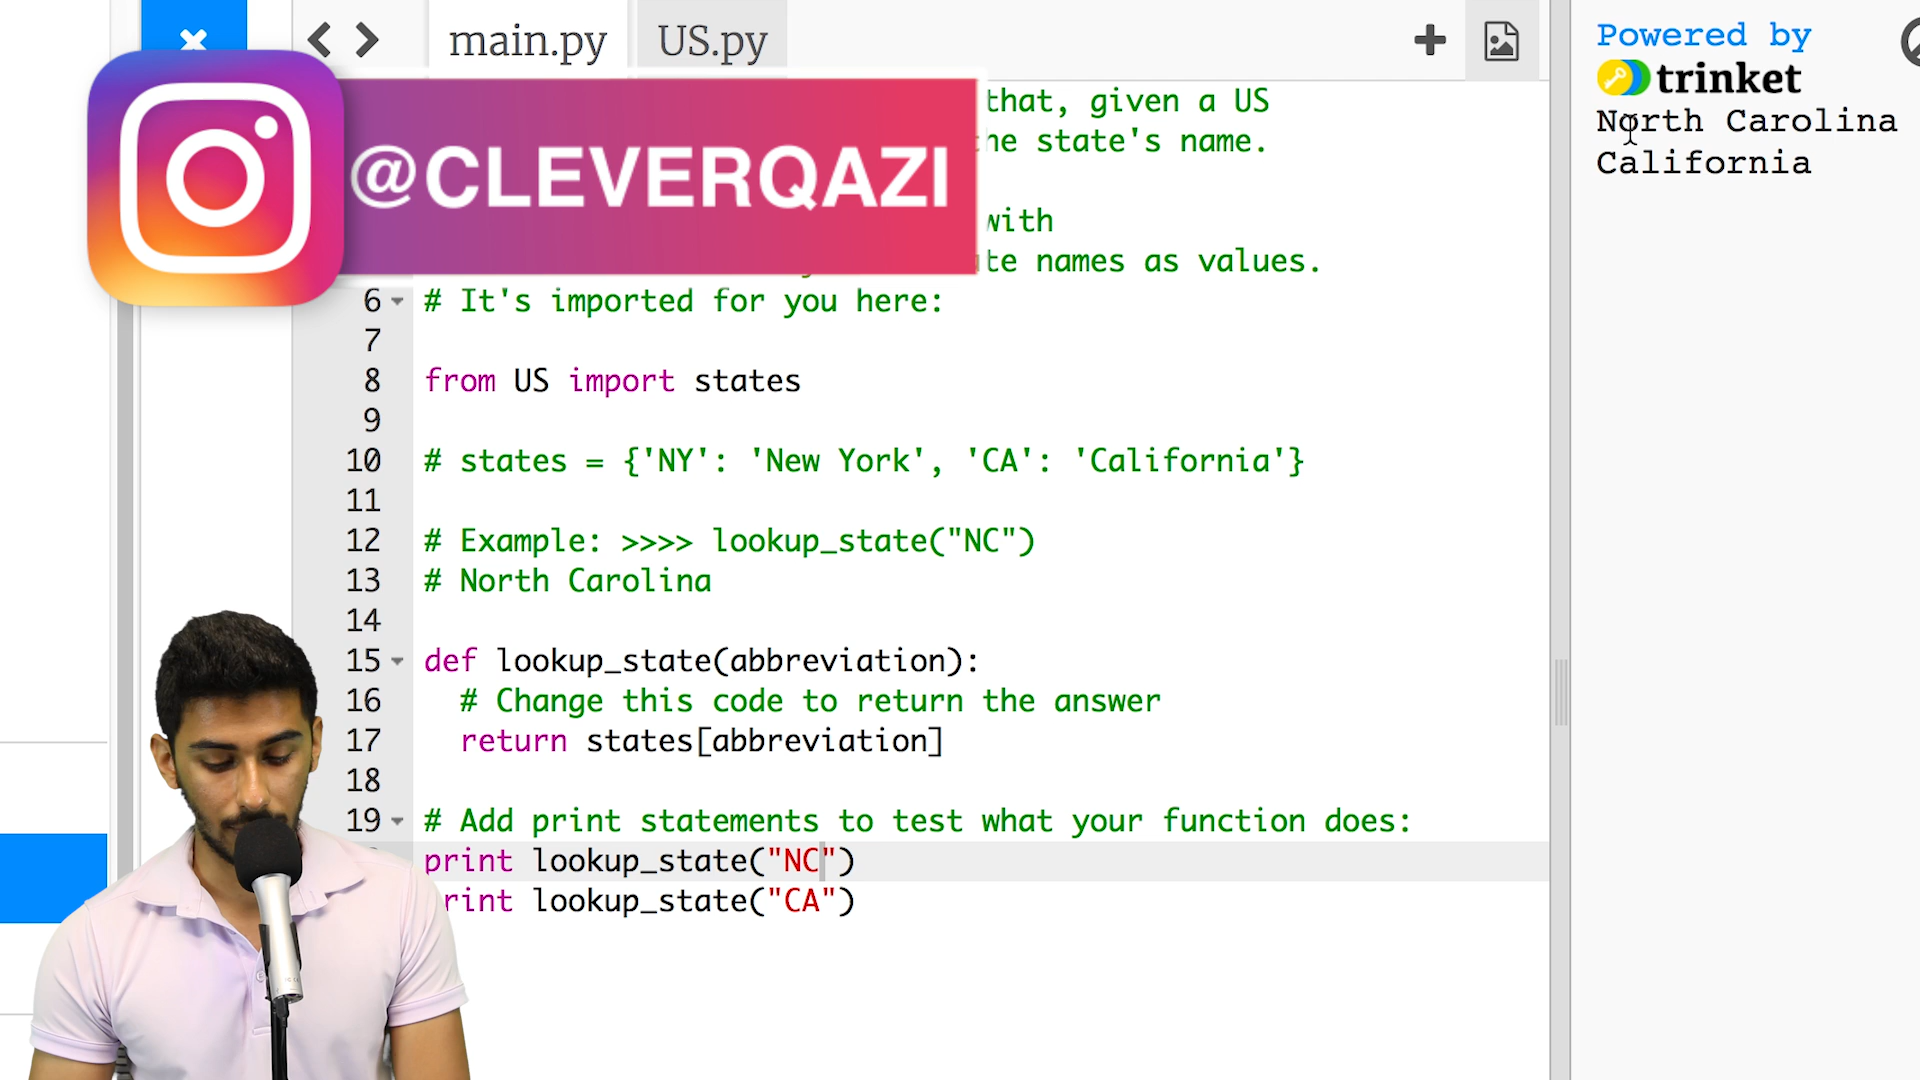 main.py
US.py
@CLEVERQAZI
that, given a US
the state's name.
with
names as values.
6 # It's imported for you here:
7
8 from US import states
9
10 # states = {'NY': 'New York', 'CA': 'California'}
11
12 # Example: >>>> lookup_state("NC")
13 # North Carolina
14
15 def lookup_state(abbreviation):
16 # Change this code to return the answer
17 return states[abbreviation]
18
19 # Add print statements to test what your function does:
print lookup_state("NC")
print lookup_state("CA")
Powered by
trinket
North Carolina
California